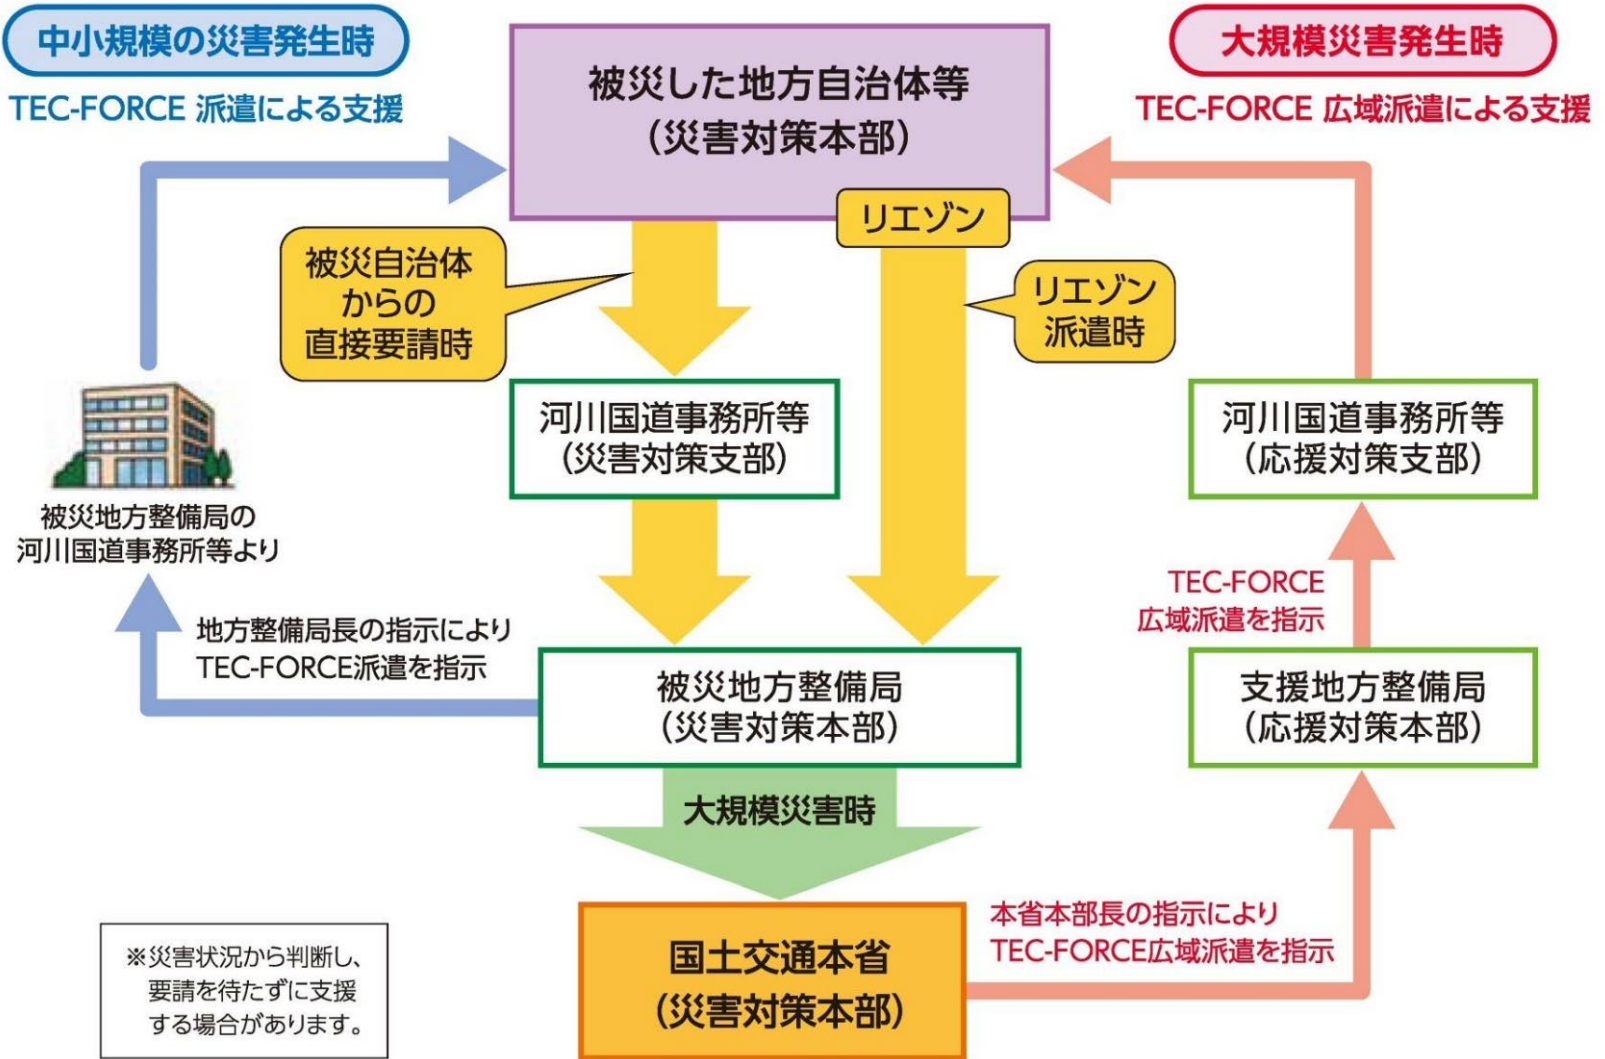 中小規模の災害発生時
TEC-FORCE 派遣による支援
被災した地方自治体等
（災害対策本部）
大規模災害発生時
TEC-FORCE 広域派遣による支援
リエゾン
被災自治体
からの
直接要請時
リエゾン
派遣時
河川国道事務所等
（災害対策支部）
河川国道事務所等
（応援対策支部）
被災地方整備局の
河川国道事務所等より
TEC-FORCE
広域派遣を指示
地方整備局長の指示により
TEC-FORCE派遣を指示
被災地方整備局
（災害対策本部）
支援地方整備局
（応援対策本部）
大規模災害時
本省本部長の指示により
TEC-FORCE広域派遣を指示
国土交通本省
（災害対策本部）
※災害状況から判断し、
要請を待たずに支援
する場合があります。